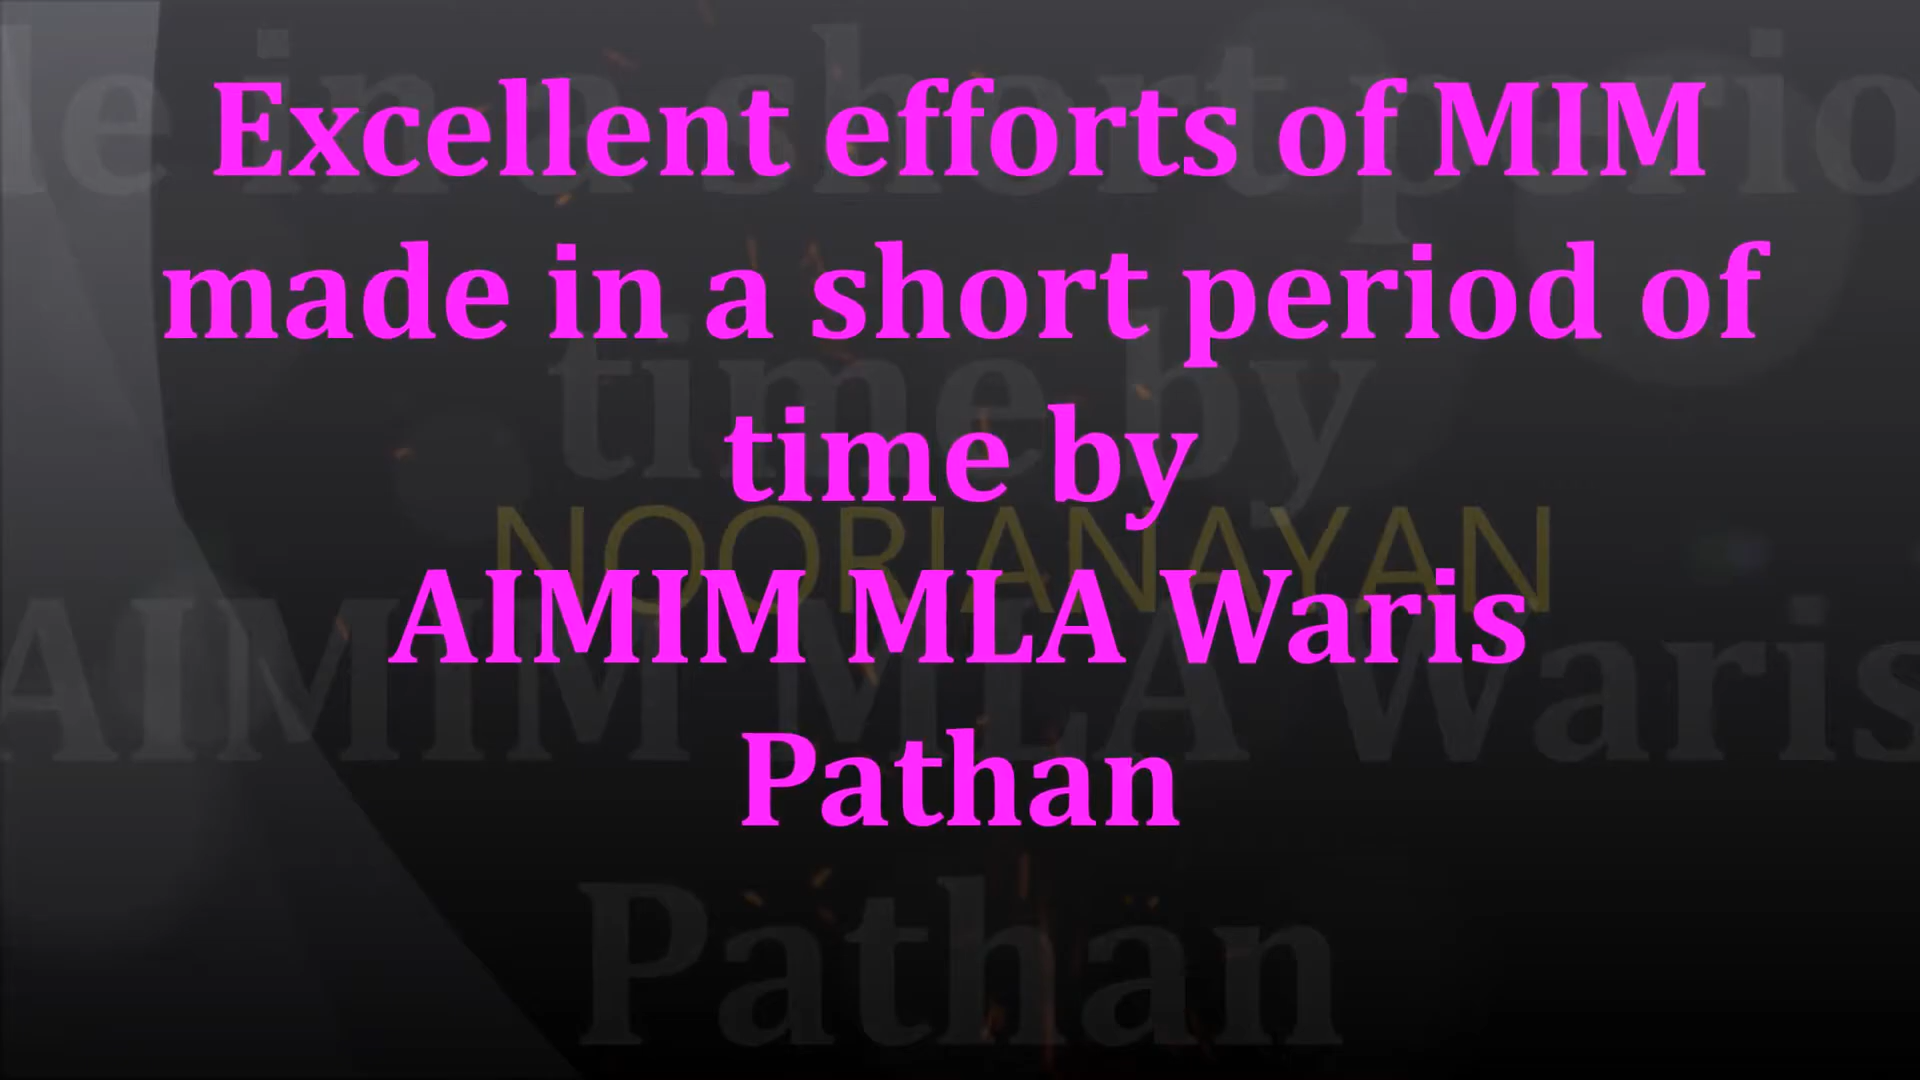 Excellent efforts of MIM
made in a short period of
time by
NOORIANAYAN
AIMIM MLA Waris
Pathan